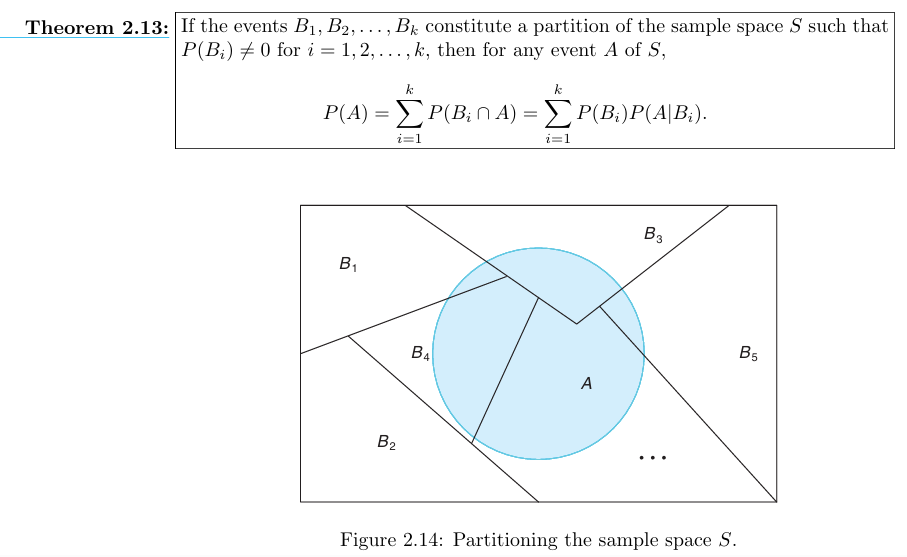 Theorem 2.13: If the events B₁, B₂, . . . , Bₖ constitute a partition of the sample space S such that
P(Bᵢ) ≠ 0 for i = 1, 2, . . . , k, then for any event A of S,
P(A) = ∑_{i=1}^{k} P(Bᵢ ∩ A) = ∑_{i=1}^{k} P(Bᵢ)P(A|Bᵢ).
B₃
B₁
B₄
B₅
A
B₂
. . .
Figure 2.14: Partitioning the sample space S.